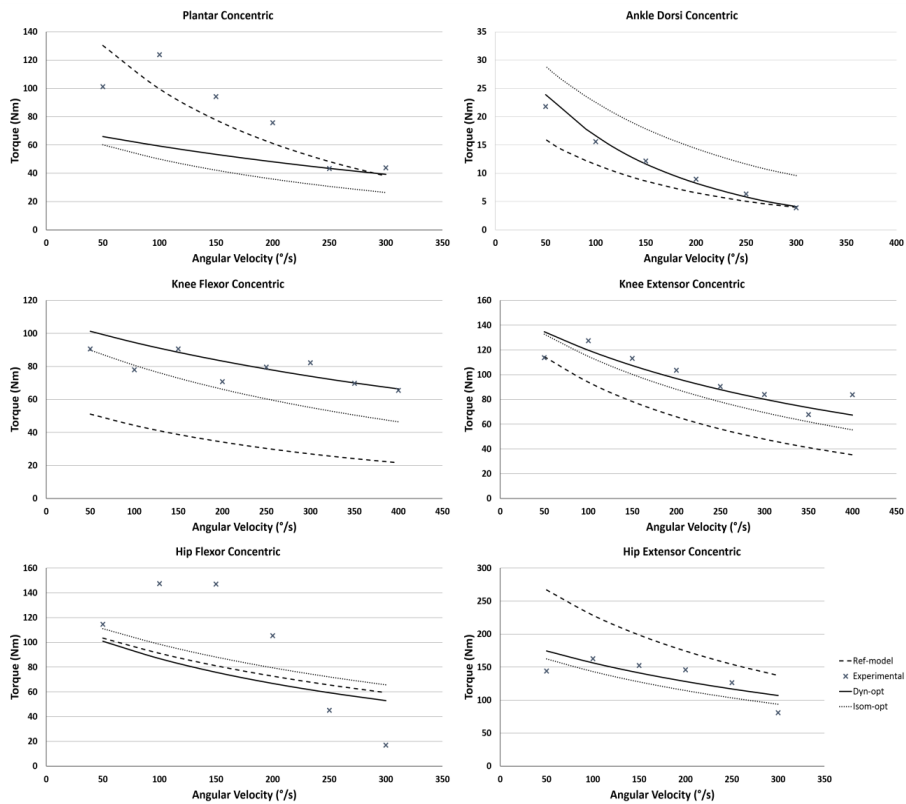 Plantar Concentric
Torque (Nm)
140
120
100
80
60
40
20
0
0 50 100 150 200 250 300 350
Angular Velocity (°/s)
Ankle Dorsi Concentric
Torque (Nm)
35
30
25
20
15
10
5
0
0 50 100 150 200 250 300 350 400
Angular Velocity (°/s)
Knee Flexor Concentric
Torque (Nm)
120
100
80
60
40
20
0
0 50 100 150 200 250 300 350 400 450
Angular Velocity (°/s)
Knee Extensor Concentric
Torque (Nm)
160
140
120
100
80
60
40
20
0
0 50 100 150 200 250 300 350 400 450
Angular Velocity (°/s)
Hip Flexor Concentric
Torque (Nm)
160
140
120
100
80
60
40
20
0
0 50 100 150 200 250 300 350
Angular Velocity (°/s)
Hip Extensor Concentric
Torque (Nm)
300
250
200
150
100
50
0
0 50 100 150 200 250 300 350
Angular Velocity (°/s)
Ref-model
Experimental
Dyn-opt
Isom-opt